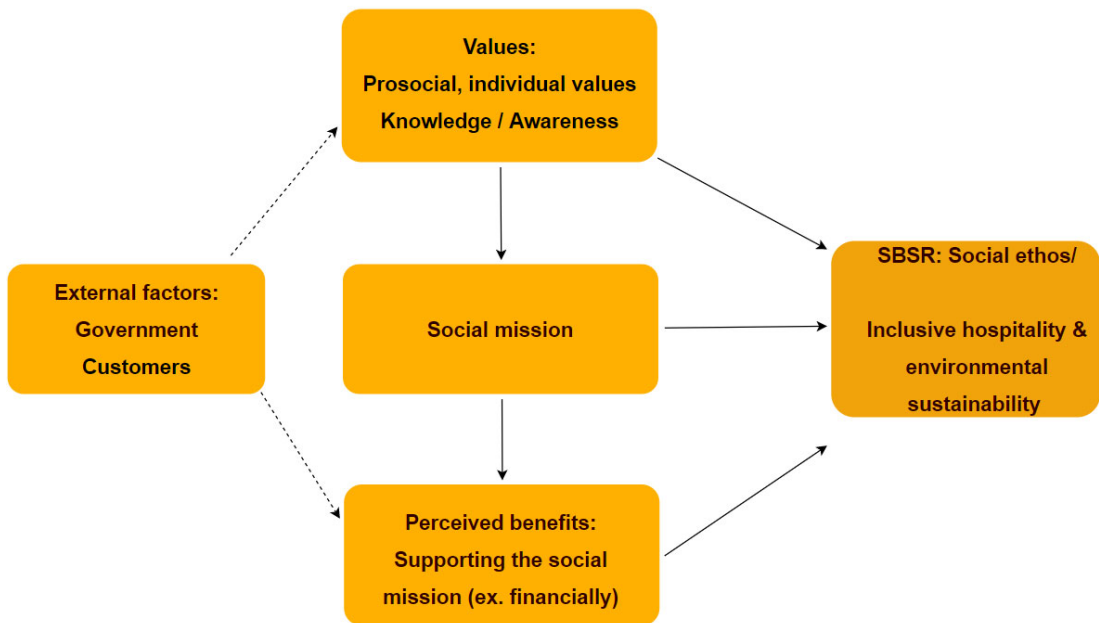 Values:
Prosocial, individual values
Knowledge / Awareness
External factors:
Government
Customers
Social mission
SBSR: Social ethos/
Inclusive hospitality &
environmental
sustainability
Perceived benefits:
Supporting the social
mission (ex. financially)